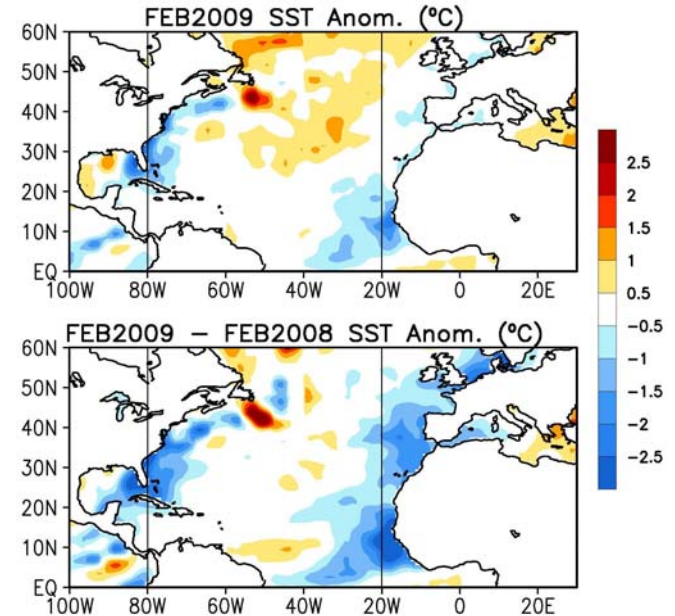 FEB2009 SST Anom. (ºC)
60N
50N
40N
30N
20N
10N
EQ
100W 80W 60W 40W 20W 0 20E
2.5
2
1.5
1
0.5
−0.5
−1
−1.5
−2
−2.5
FEB2009 − FEB2008 SST Anom. (ºC)
60N
50N
40N
30N
20N
10N
EQ
100W 80W 60W 40W 20W 0 20E